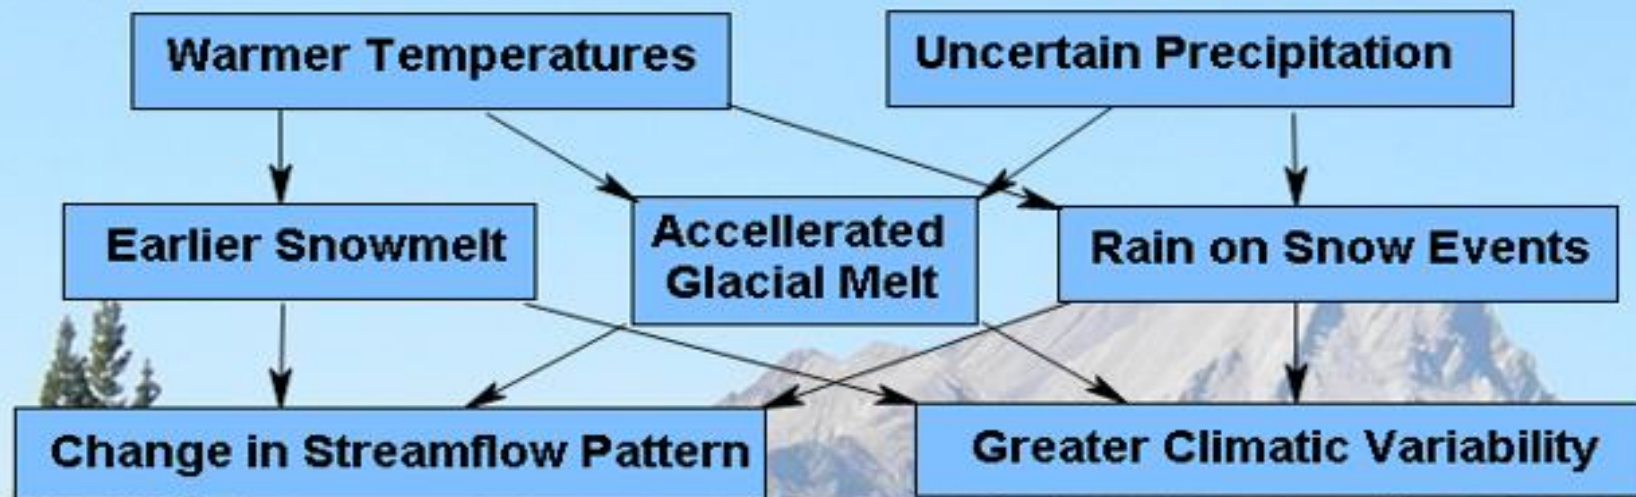 Warmer Temperatures
Uncertain Precipitation
Earlier Snowmelt
Accellerated
Glacial Melt
Rain on Snow Events
Change in Streamflow Pattern
Greater Climatic Variability